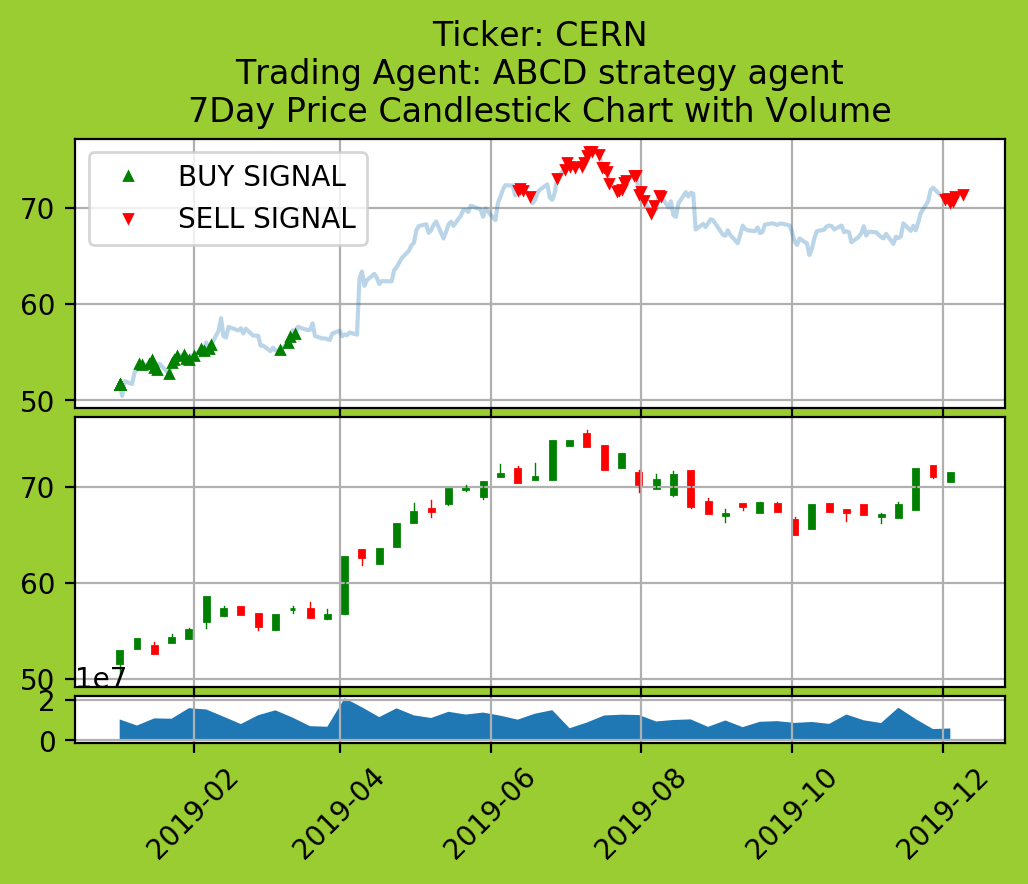 Ticker: CERN
Trading Agent: ABCD strategy agent
7Day Price Candlestick Chart with Volume
BUY SIGNAL
SELL SIGNAL
70
60
50
70
60
50
1e7
2
0
2019-02
2019-04
2019-06
2019-08
2019-10
2019-12